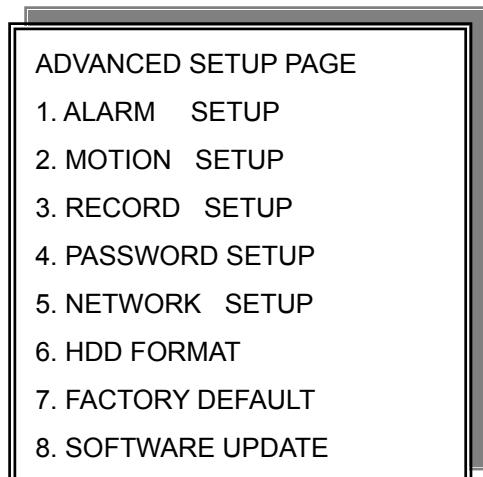 ADVANCED SETUP PAGE
1. ALARM SETUP
2. MOTION SETUP
3. RECORD SETUP
4. PASSWORD SETUP
5. NETWORK SETUP
6. HDD FORMAT
7. FACTORY DEFAULT
8. SOFTWARE UPDATE